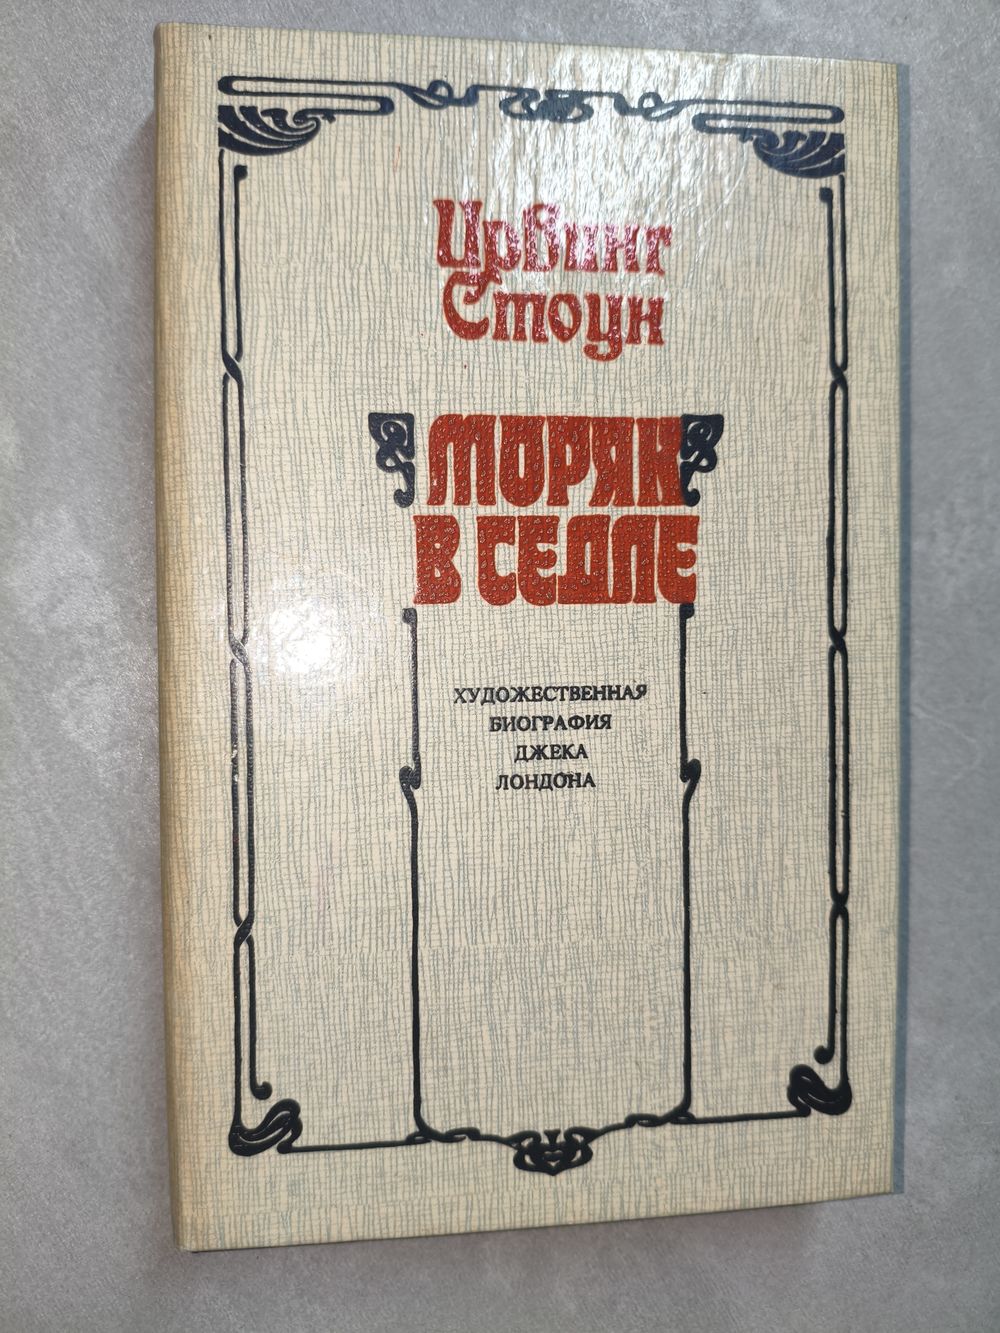 Ирвинг
Стоун
МОРЯК
В СЕДЛЕ
ХУДОЖЕСТВЕННАЯ
БИОГРАФИЯ
ДЖЕКА
ЛОНДОНА